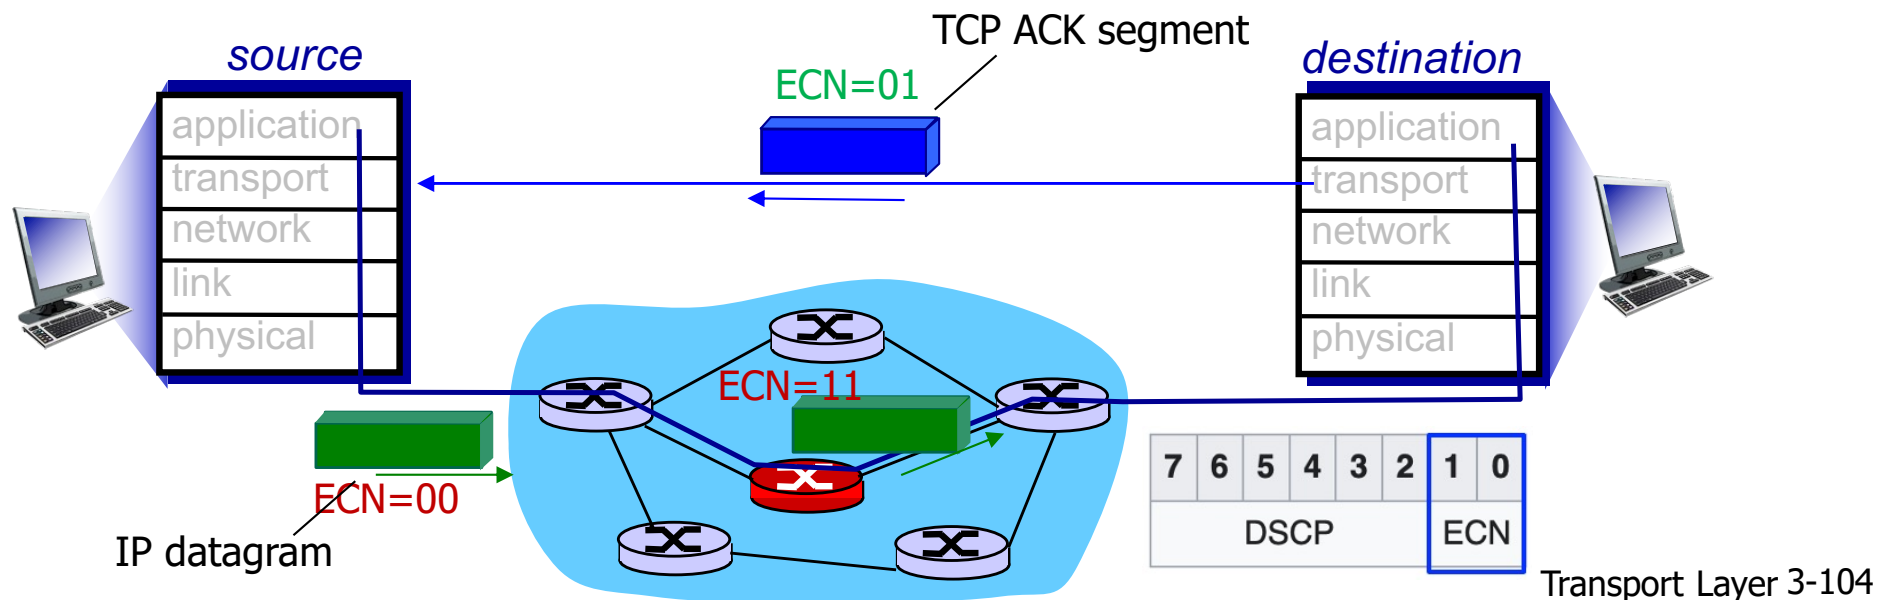 TCP ACK segment
source
destination
ECN=01
application
transport
network
link
physical
application
transport
network
link
physical
ECN=11
ECN=00
IP datagram
7 6 5 4 3 2 1 0
DSCP ECN
Transport Layer 3-104